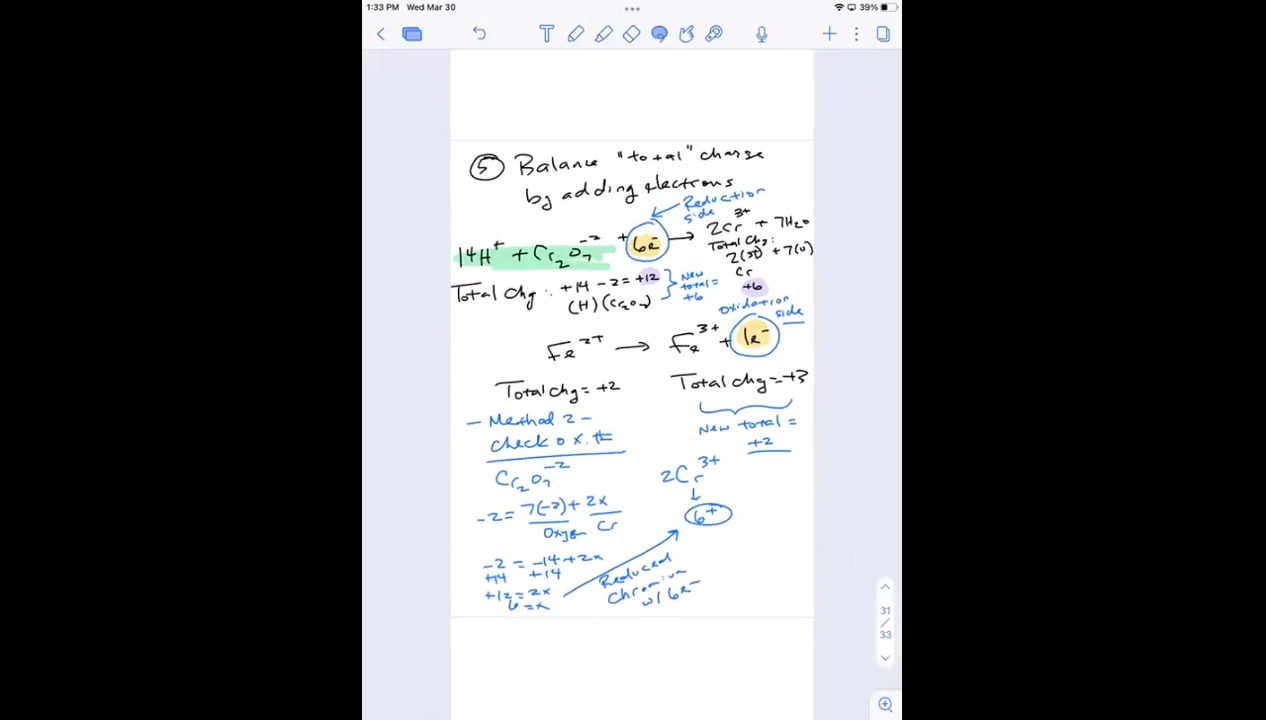 1:33 PM Wed Mar 30
39%
⑤ Balance "total" charge
by adding electrons
Reduction
side
14H⁺ + Cr₂O₇⁻² + 6e⁻ → 2Cr³⁺ + 7H₂O
Total Chg:
2(3+) + 7(0)
Cr
+6
Total Chg: +14 - 2 = +12
(H) (Cr₂O₇)
New
total =
+6
oxidation
side
Fe²⁺ → Fe³⁺ + 1e⁻
Total Chg = +2
Total Chg = +3
New total =
+2
- Method 2 -
check ox. #
Cr₂O₇⁻²
-2 = 7(-2) + 2x
Oxygen Cr
-2 = -14 + 2x
+14 +14
+12 = 2x
6 = x
2Cr³⁺
↓
6⁺
Reduced
Chromium
w/ 6e⁻
31
/
33